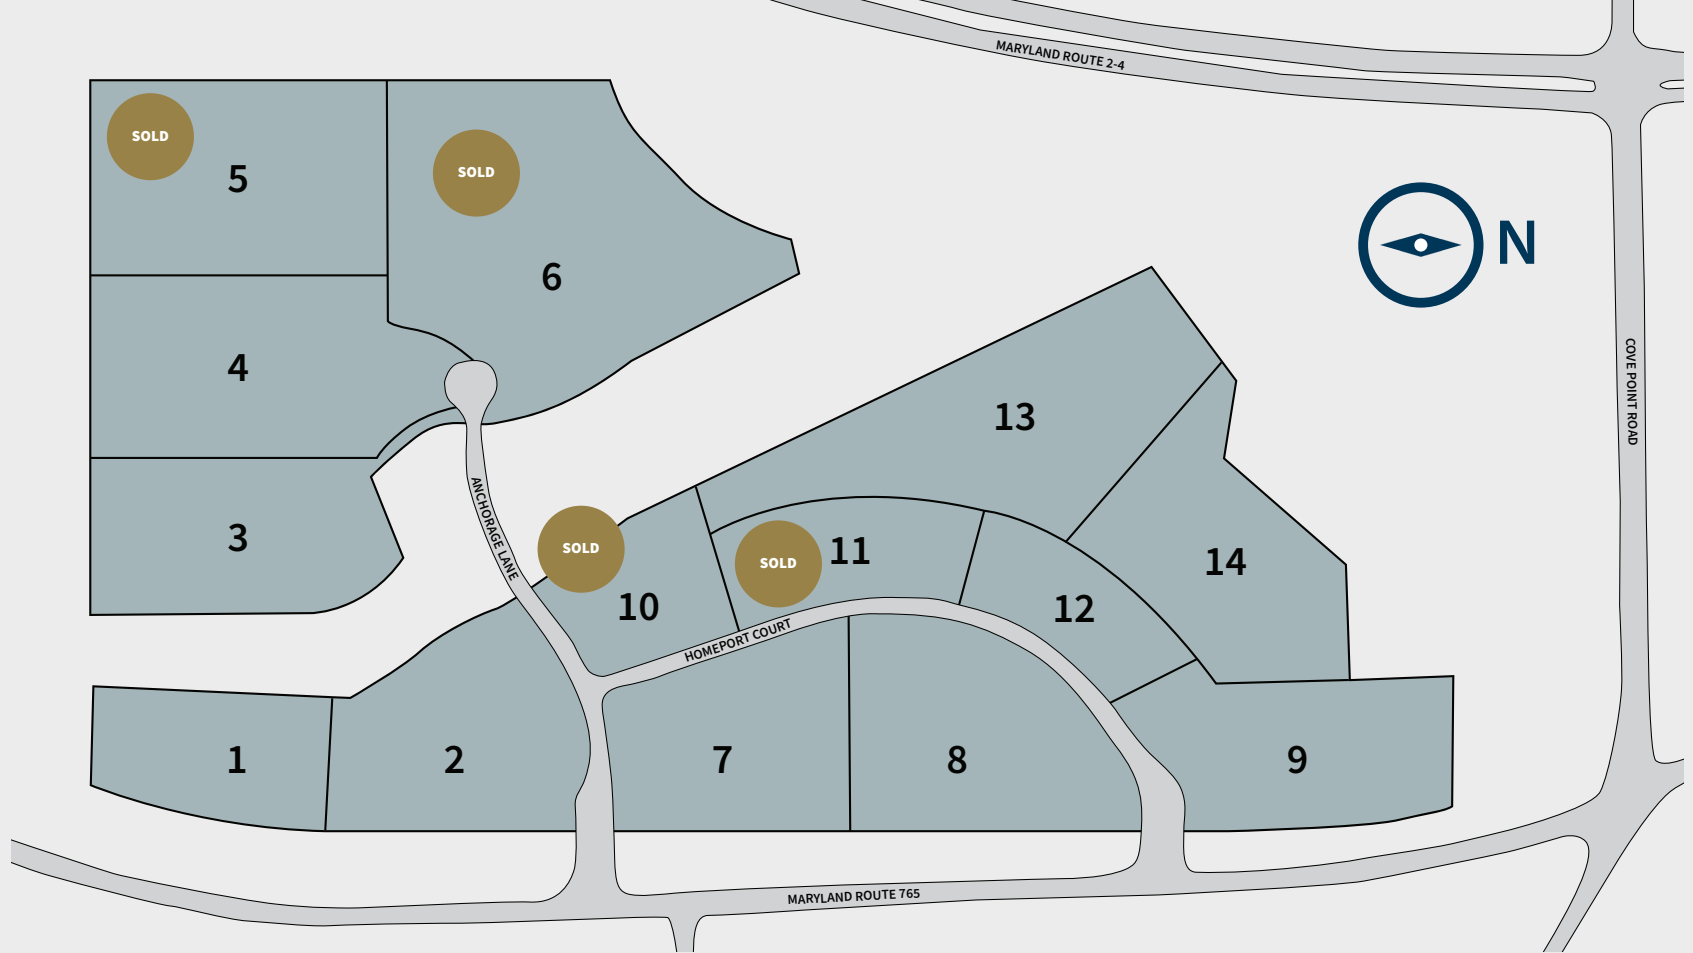 MARYLAND ROUTE 2-4
SOLD
5
SOLD
6
N
4
13
COVE POINT ROAD
3
ANCHORAGE LANE
SOLD
10
SOLD
11
14
12
HOMEPORT COURT
1
2
7
8
9
MARYLAND ROUTE 765